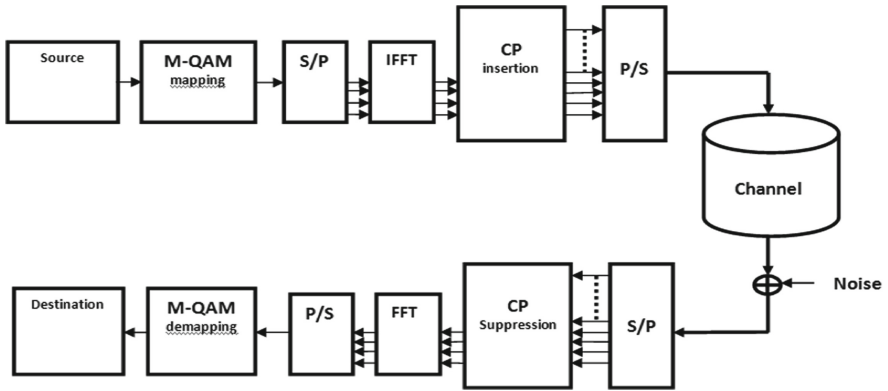 Source
M-QAM
mapping
S/P
IFFT
CP
insertion
P/S
Channel
Noise
Destination
M-QAM
demapping
P/S
FFT
CP
Suppression
S/P